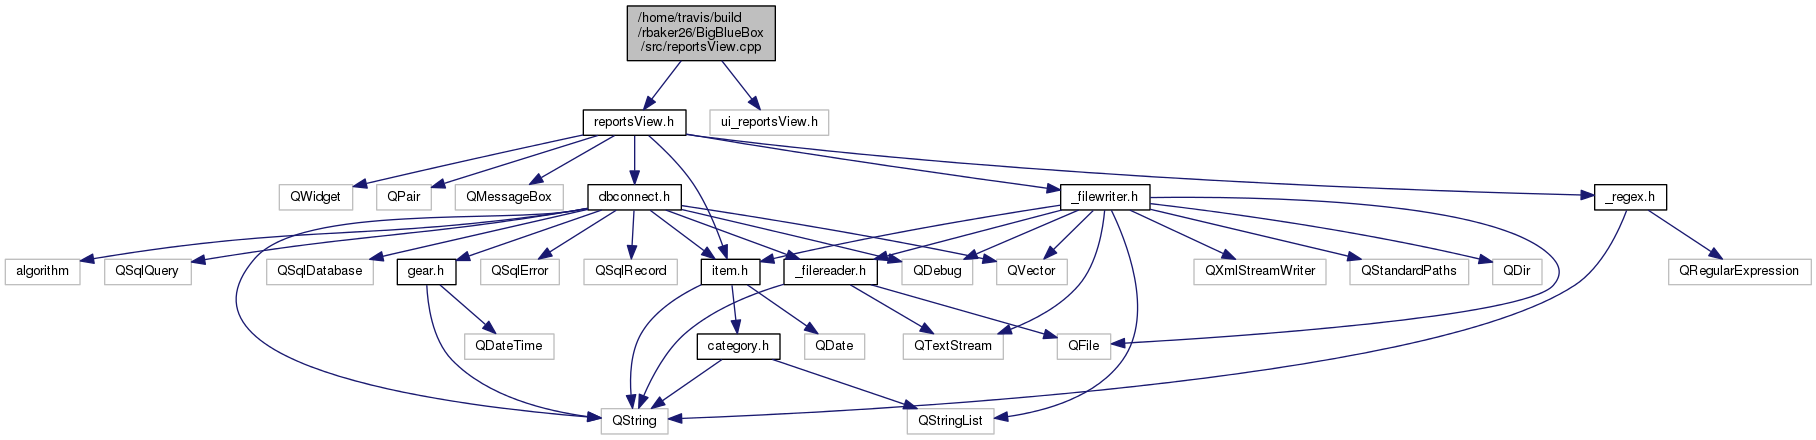 /home/travis/build
/rbaker26/BigBlueBox
/src/reportsView.cpp
reportsView.h
ui_reportsView.h
QWidget
QPair
QMessageBox
dbconnect.h
_filewriter.h
_regex.h
algorithm
QSqlQuery
QSqlDatabase
gear.h
QSqlError
QSqlRecord
item.h
_filereader.h
QDebug
QVector
QXmlStreamWriter
QStandardPaths
QDir
QRegularExpression
QDateTime
category.h
QDate
QTextStream
QFile
QString
QStringList